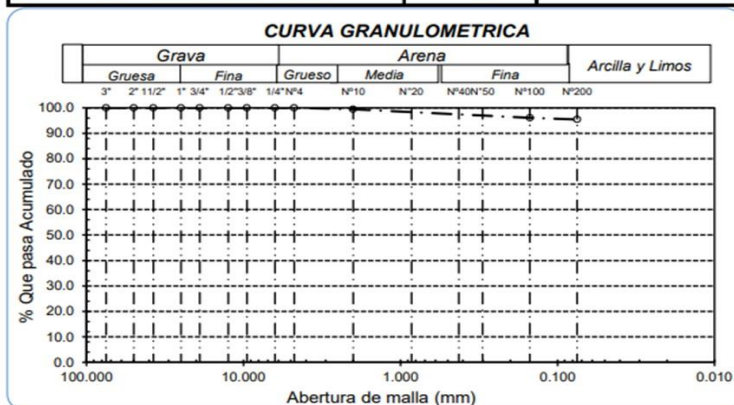 CURVA GRANULOMETRICA
Grava Arena Arcilla y Limos
Gruesa Fina Grueso Media Fina
3" 2" 11/2" 1" 3/4" 1/2" 3/8" 1/4" Nº4 Nº10 Nº20 Nº40 Nº50 Nº100 Nº200
100.0
90.0
80.0
70.0
60.0
50.0
40.0
30.0
20.0
10.0
0.0
% Que pasa Acumulado
100.000 10.000 1.000 0.100 0.010
Abertura de malla (mm)